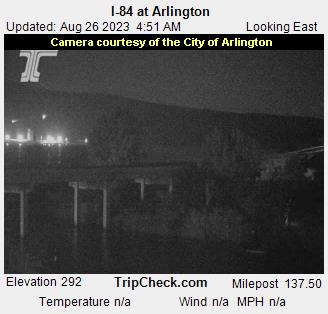 I-84 at Arlington
Updated: Aug 26 2023 4:51 AM Looking East
Camera courtesy of the City of Arlington
Elevation 292 TripCheck.com Milepost 137.50
Temperature n/a Wind n/a MPH n/a